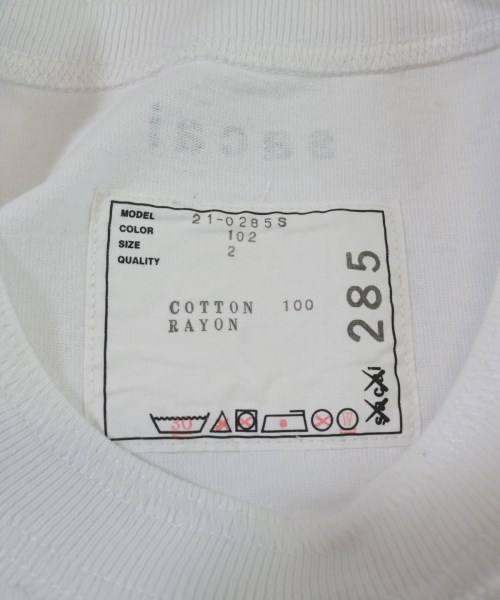 sacai
MODEL 21-0285S
COLOR 102
SIZE 2
QUALITY
COTTON 100
RAYON
285
sacai
30
W